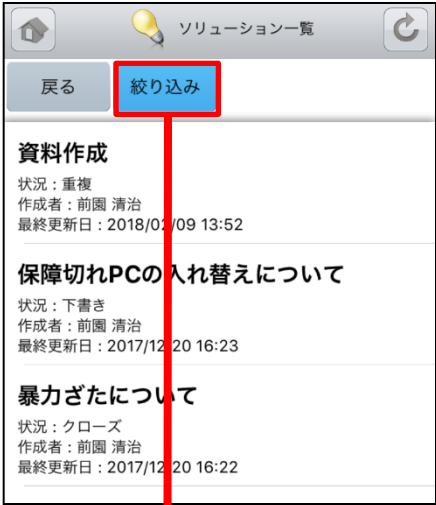 ソリューション一覧
戻る 絞り込み
資料作成
状況：重複
作成者：前園 清治
最終更新日：2018/02/09 13:52
保障切れPCの入れ替えについて
状況：下書き
作成者：前園 清治
最終更新日：2017/12/20 16:23
暴力ざたについて
状況：クローズ
作成者：前園 清治
最終更新日：2017/12/20 16:22